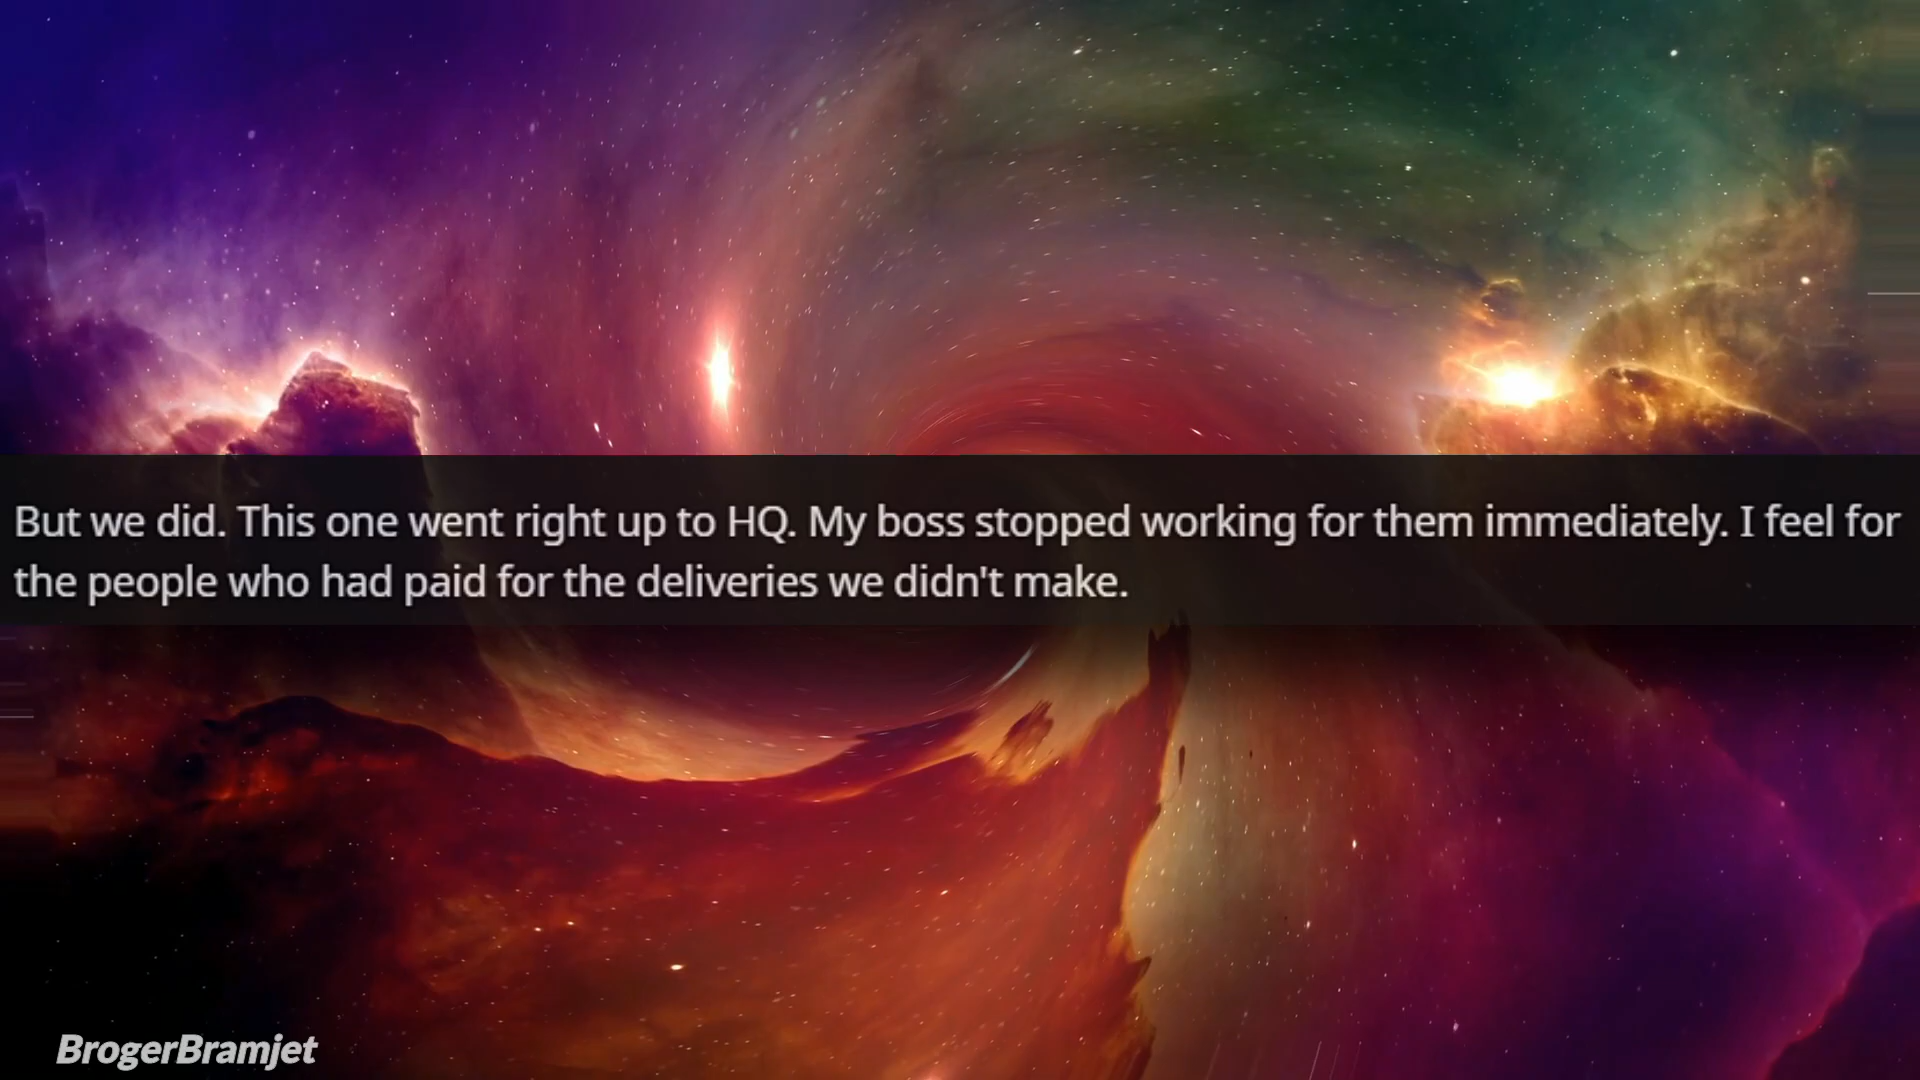 But we did. This one went right up to HQ. My boss stopped working for them immediately. I feel for
the people who had paid for the deliveries we didn't make.
BrogerBramjet